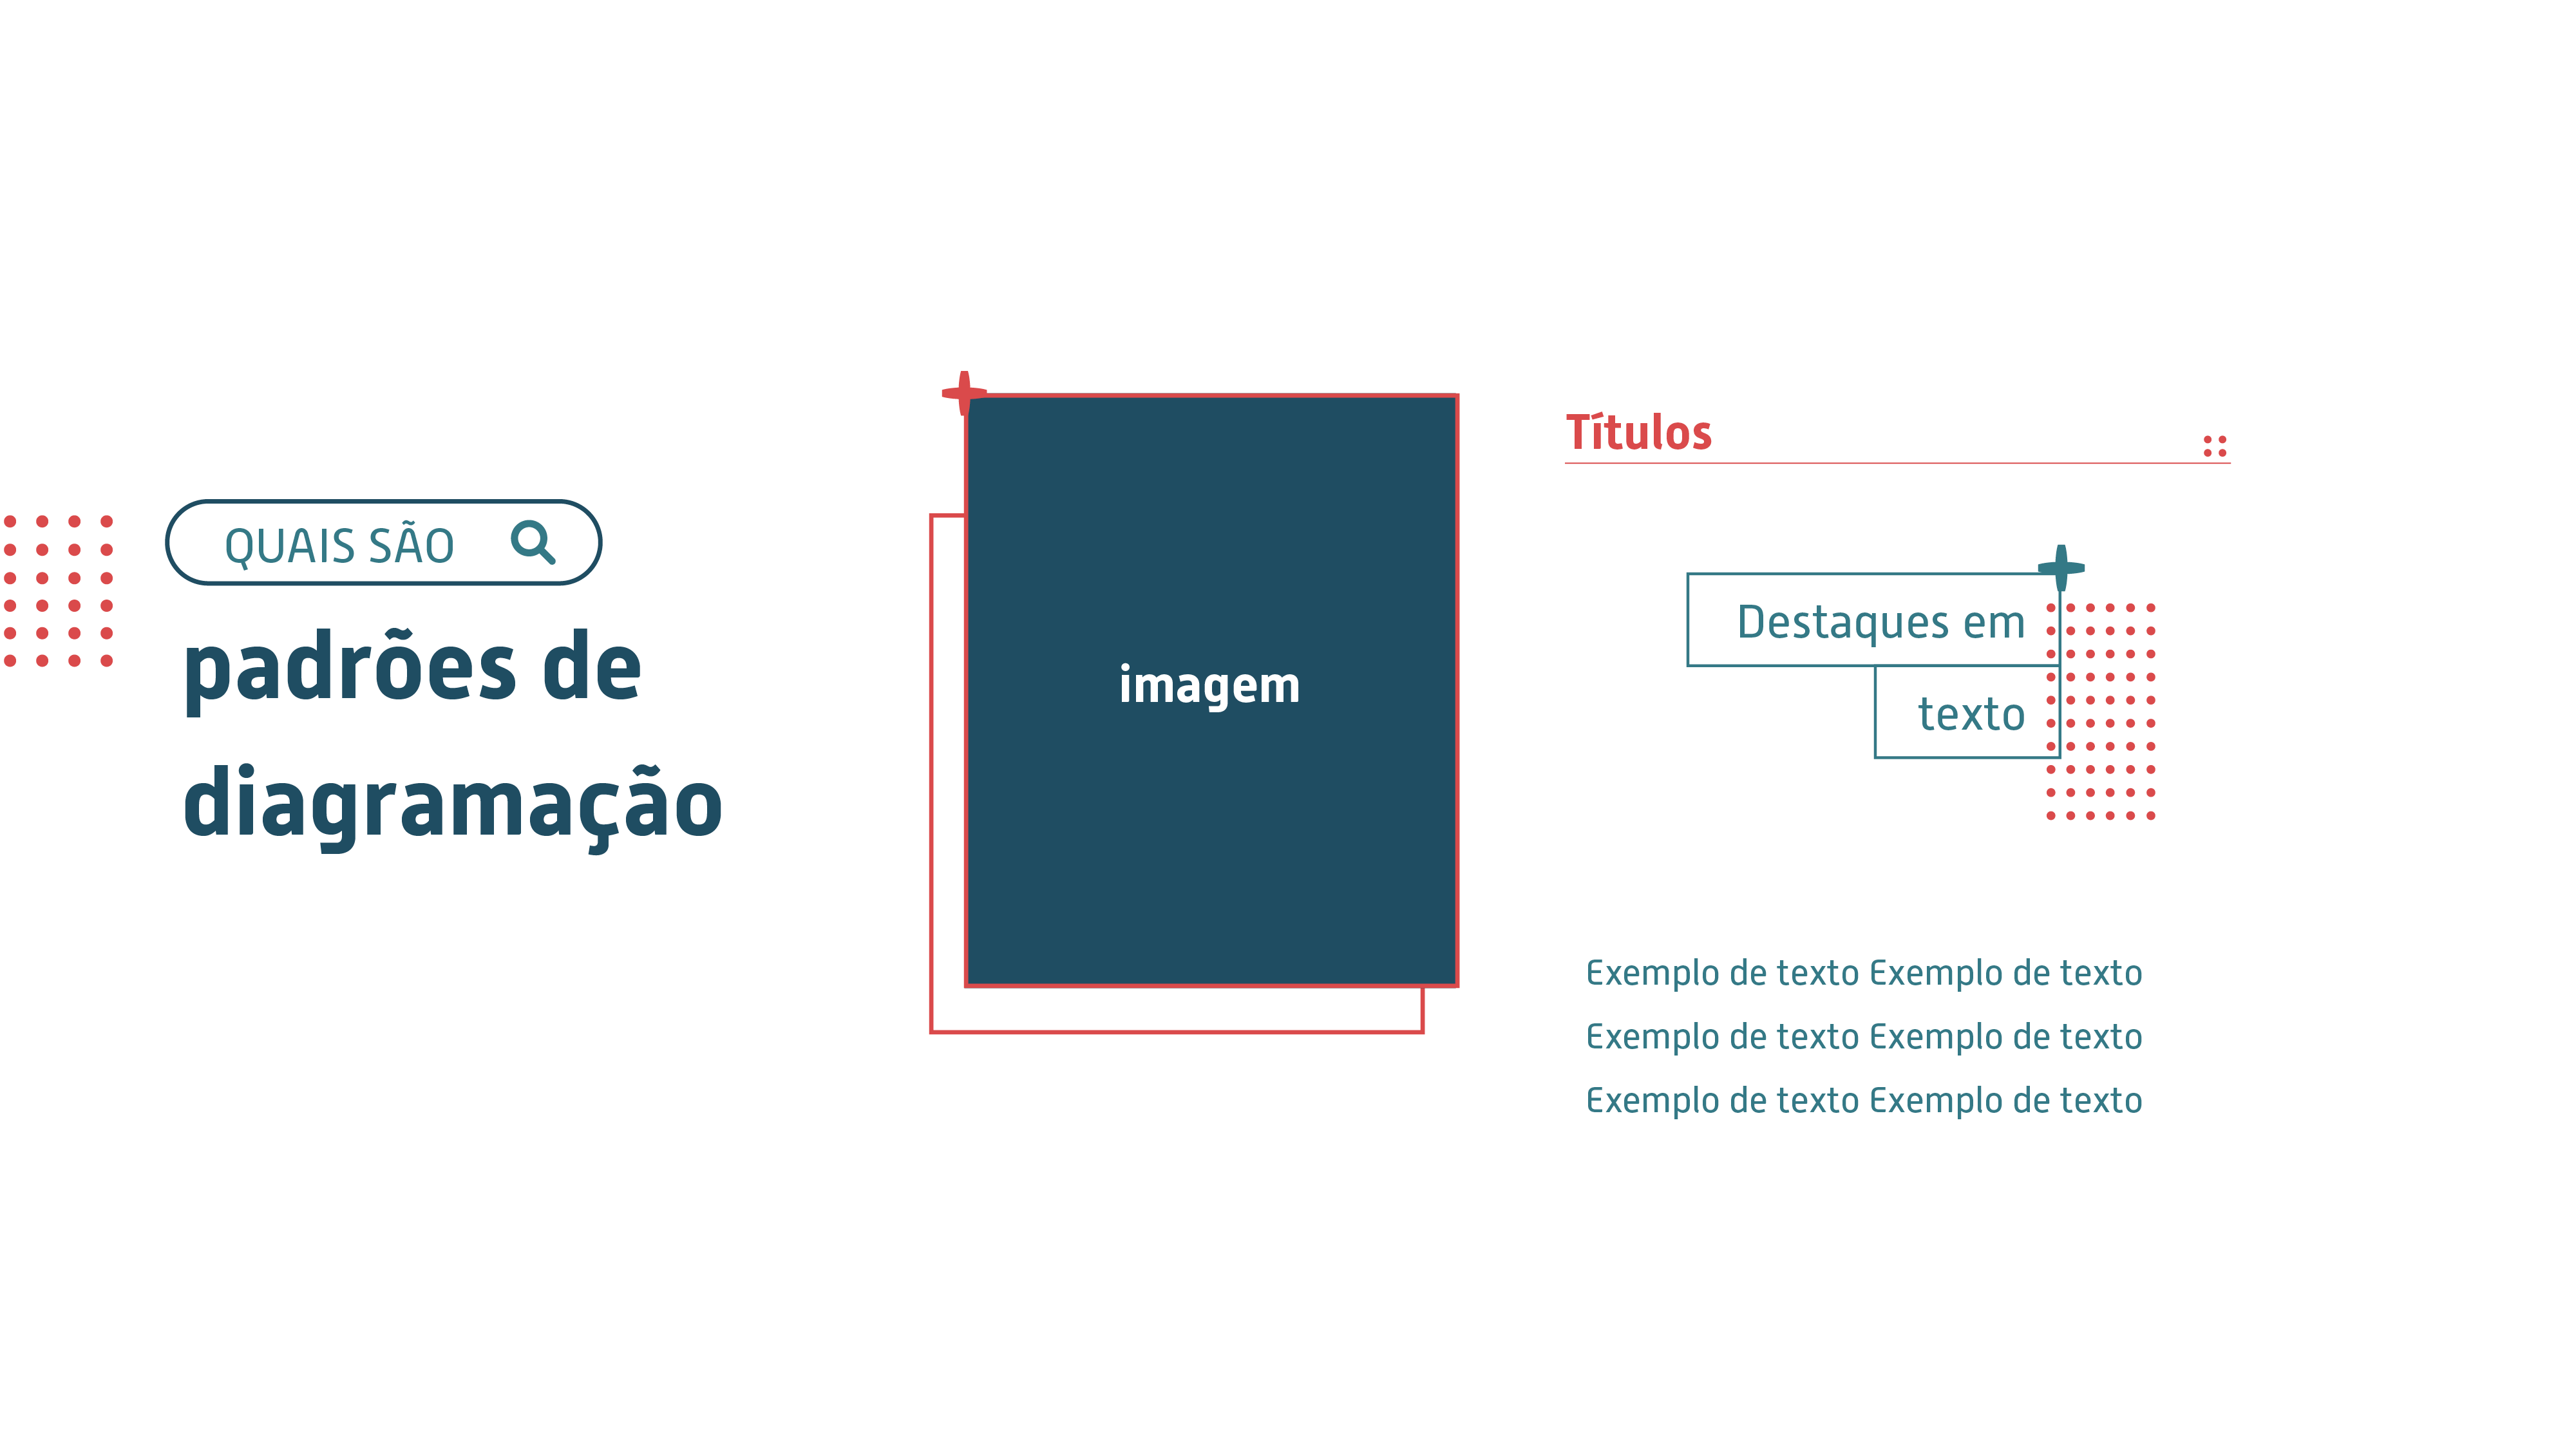 QUAIS SÃO
padrões de
diagramação
imagem
Títulos
Destaques em
texto
Exemplo de texto Exemplo de texto
Exemplo de texto Exemplo de texto
Exemplo de texto Exemplo de texto